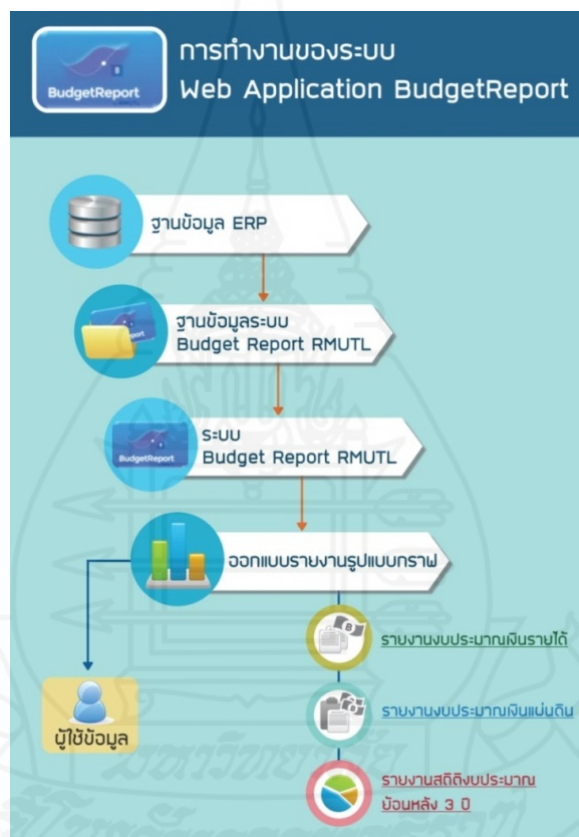 การทำงานของระบบ
Web Application BudgetReport
BudgetReport
ฐานข้อมูล ERP
ฐานข้อมูลระบบ
Budget Report RMUTL
ระบบ
Budget Report RMUTL
BudgetReport
ออกแบบรายงานรูปแบบกราฟ
รายงานงบประมาณเงินรายได้
ผู้ใช้ข้อมูล
รายงานงบประมาณเงินแผ่นดิน
รายงานสถิติงบประมาณ
ย้อนหลัง 3 ปี